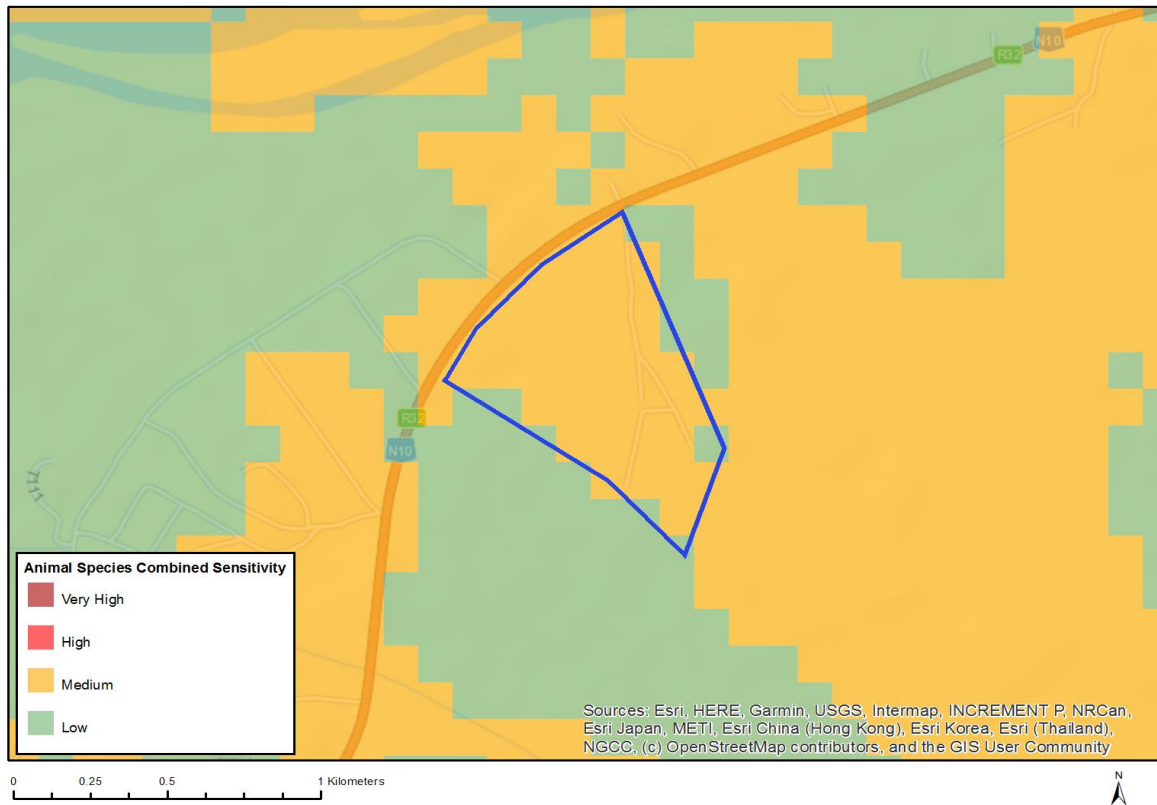 N10
R32
R32
N10
Animal Species Combined Sensitivity
Very High
High
Medium
Low
Sources: Esri, HERE, Garmin, USGS, Intermap, INCREMENT P, NRCan,
Esri Japan, METI, Esri China (Hong Kong), Esri Korea, Esri (Thailand),
NGCC, (c) OpenStreetMap contributors, and the GIS User Community
0 0.25 0.5 1 Kilometers
N